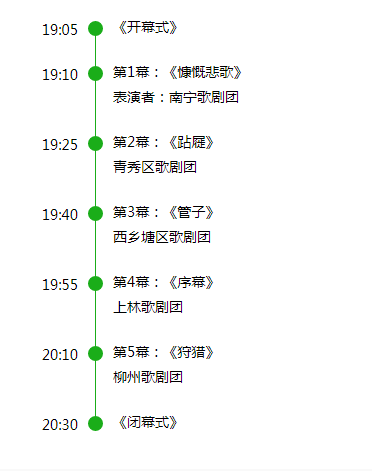 19:05 《开幕式》
19:10 第1幕：《慷慨悲歌》
表演者：南宁歌剧团
19:25 第2幕：《跕屣》
青秀区歌剧团
19:40 第3幕：《管子》
西乡塘区歌剧团
19:55 第4幕：《序幕》
上林歌剧团
20:10 第5幕：《狩猎》
柳州歌剧团
20:30 《闭幕式》